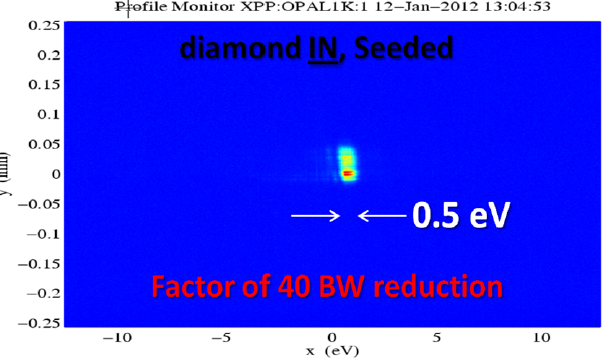 Profile Monitor XPP:OPAL1K:1 12−Jan−2012 13:04:53
0.25
diamond IN, Seeded
0.2
0.15
0.1
0.05
y (mm)
0
−0.05
0.5 eV
−0.1
−0.15
Factor of 40 BW reduction
−0.2
−0.25
−10 −5 0 5 10
x (eV)